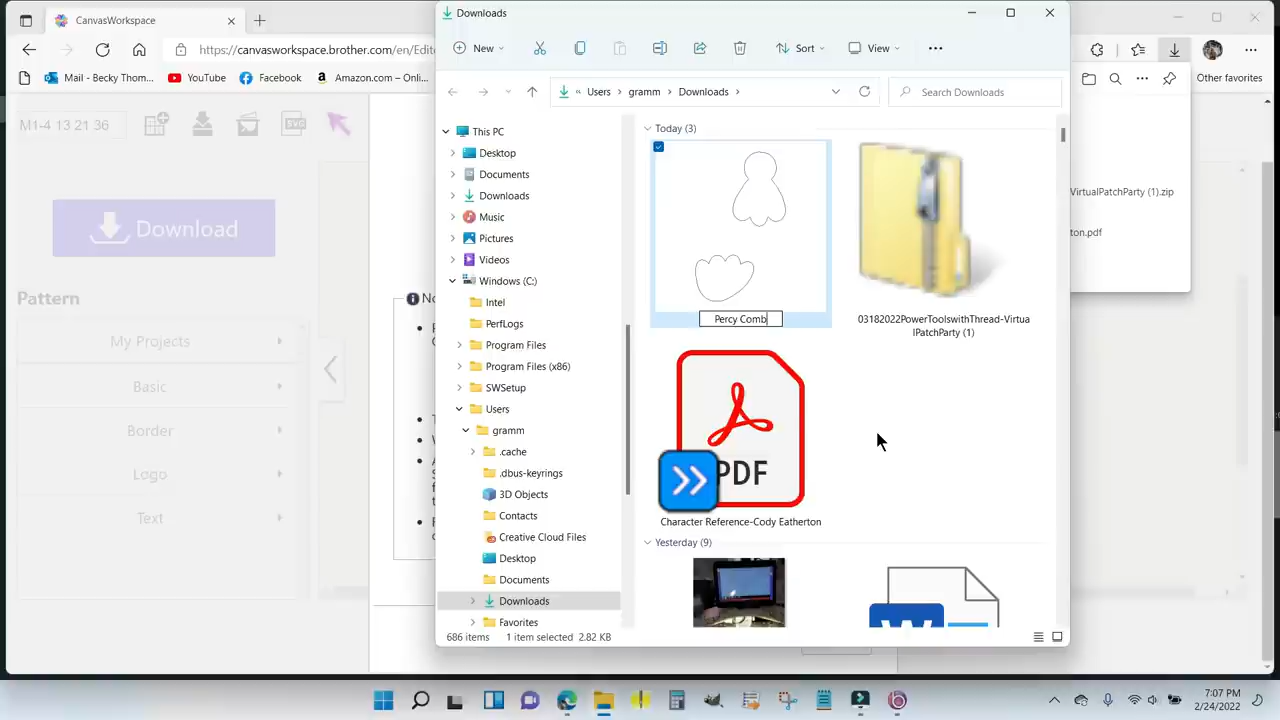 CanvasWorkspace
Downloads
https://canvasworkspace.brother.com/en/Edit
New
Sort
View
Mail - Becky Thom...
YouTube
Facebook
Amazon.com – Onli...
Other favorites
Users
gramm
Downloads
Search Downloads
M1-4 13 21 36
SVG
Download
Pattern
My Projects
Basic
Border
Logo
Text
No
This PC
Desktop
Documents
Downloads
Music
Pictures
Videos
Windows (C:)
Intel
PerfLogs
Program Files
Program Files (x86)
SWSetup
Users
gramm
.cache
.dbus-keyrings
3D Objects
Contacts
Creative Cloud Files
Desktop
Documents
Downloads
Favorites
Today (3)
Percy Comb
03182022PowerToolswithThread-Virtua
lPatchParty (1)
PDF
Character Reference-Cody Eatherton
Yesterday (9)
W
VirtualPatchParty (1).zip
ton.pdf
686 items
1 item selected 2.82 KB
7:07 PM
2/24/2022